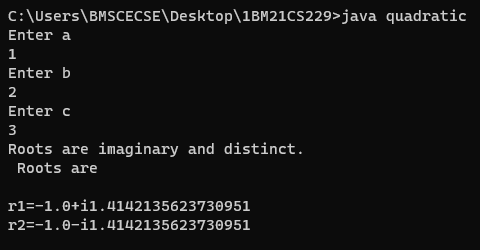 C:\Users\BMSCECSE\Desktop\1BM21CS229>java quadratic
Enter a
1
Enter b
2
Enter c
3
Roots are imaginary and distinct.
 Roots are
r1=-1.0+i1.4142135623730951
r2=-1.0-i1.4142135623730951